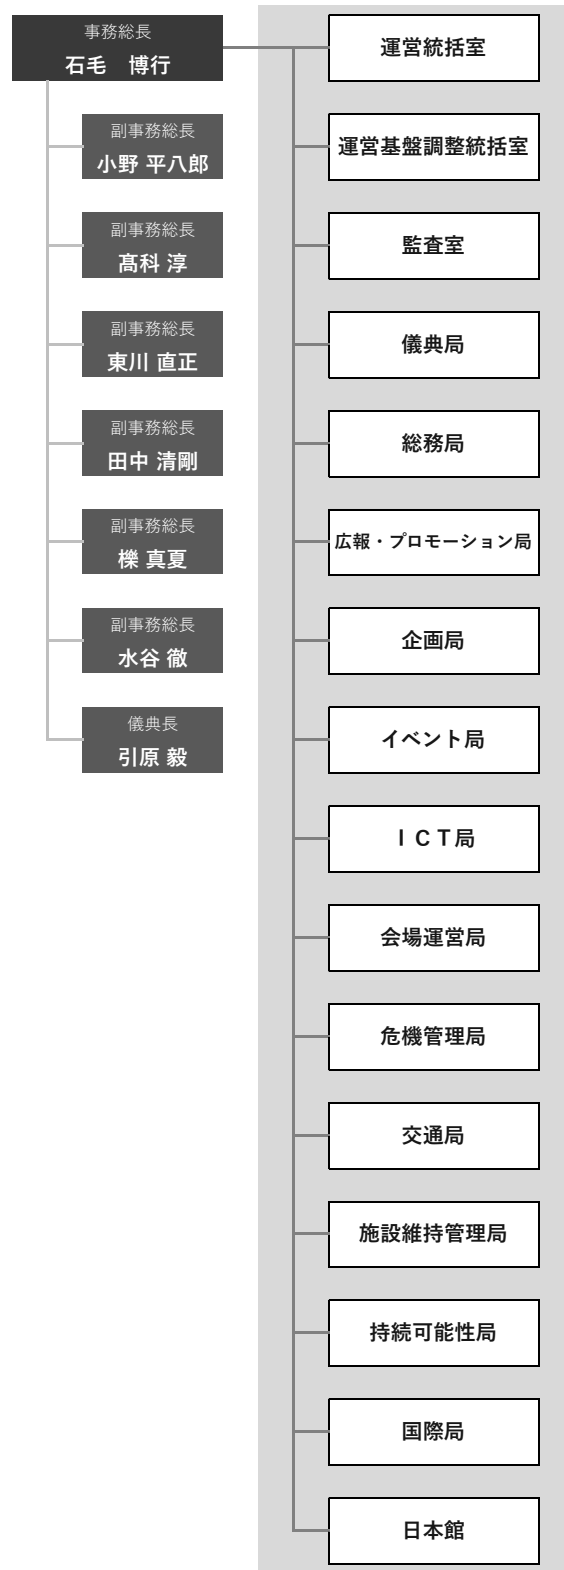 事務総長
石毛　博行
副事務総長
小野 平八郎
副事務総長
髙科 淳
副事務総長
東川 直正
副事務総長
田中 清剛
副事務総長
櫟 真夏
副事務総長
水谷 徹
儀典長
引原 毅
運営統括室
運営基盤調整統括室
監査室
儀典局
総務局
広報・プロモーション局
企画局
イベント局
ＩＣＴ局
会場運営局
危機管理局
交通局
施設維持管理局
持続可能性局
国際局
日本館